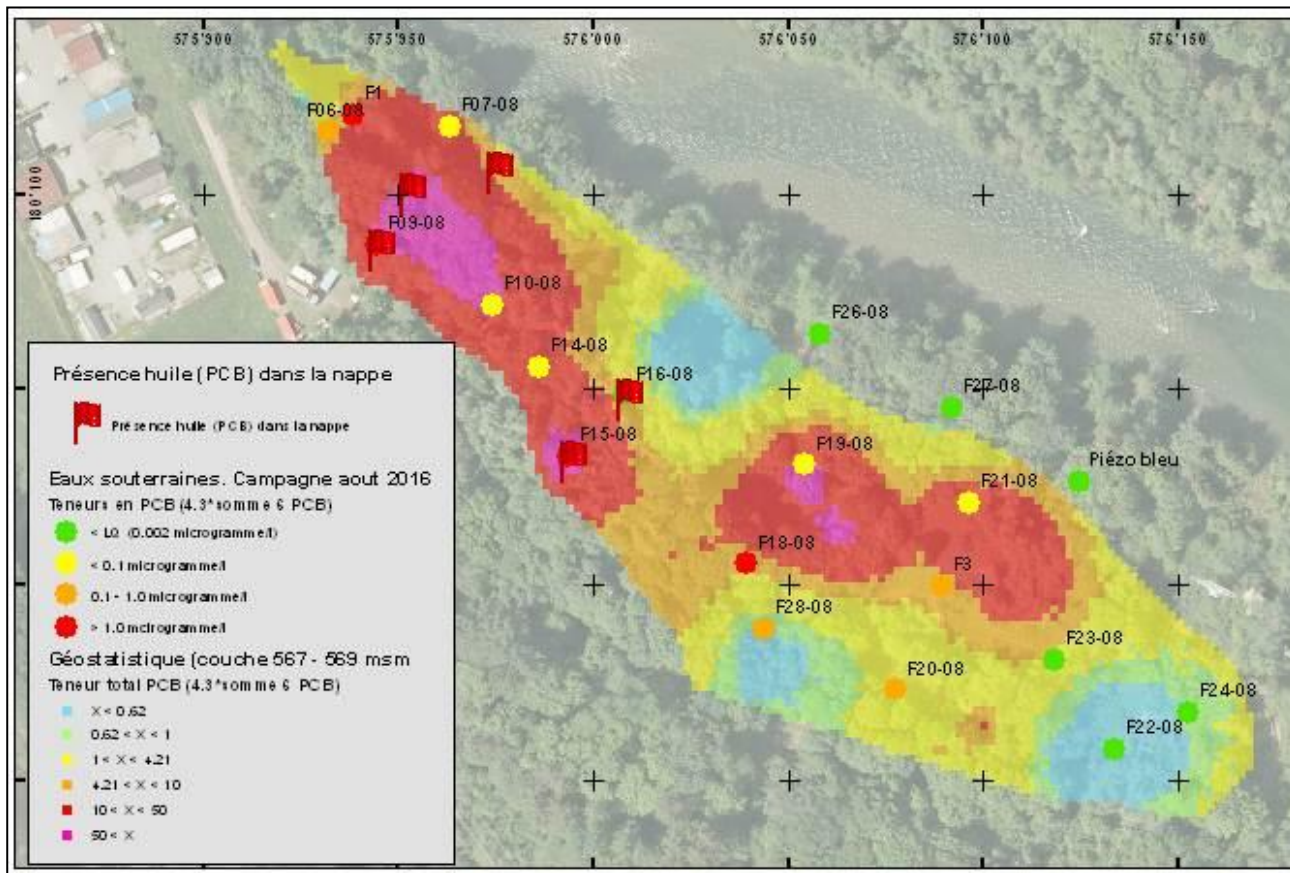 575'900 575'950 576'000 576'050 576'100 576'150
F1
F06-08
F07-08
180'100
F09-08
F10-08
F26-08
F14-08
F16-08
F27-08
F15-08
F19-08
Piézo bleu
F21-08
F18-08
F3
F28-08
F23-08
F20-08
F24-08
F22-08
Présence huile (PCB) dans la nappe
Présence huile (PCB) dans la nappe
Eaux souterraines. Campagne aout 2016
Teneurs en PCB (4.3*somme 6 PCB)
< LQ (0.002 microgramme/l)
< 0.1 microgramme/l
0.1 - 1.0 microgramme/l
> 1.0 mcirogramme/l
Géostatistique (couche 567 - 569 msm
Teneur total PCB (4.3*somme 6 PCB)
X < 0.62
0.62 < X < 1
1 < X < 4.21
4.21 < X < 10
10 < X < 50
50 < X